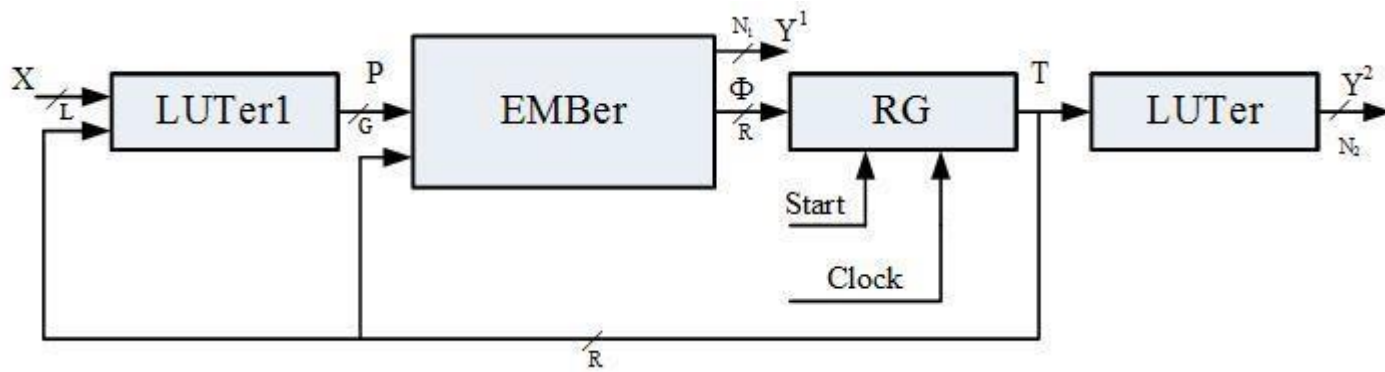 X
L
LUTer1
P
G
EMBer
N₁
Y¹
Φ
R
RG
T
LUTer
Y²
N₂
Start
Clock
R